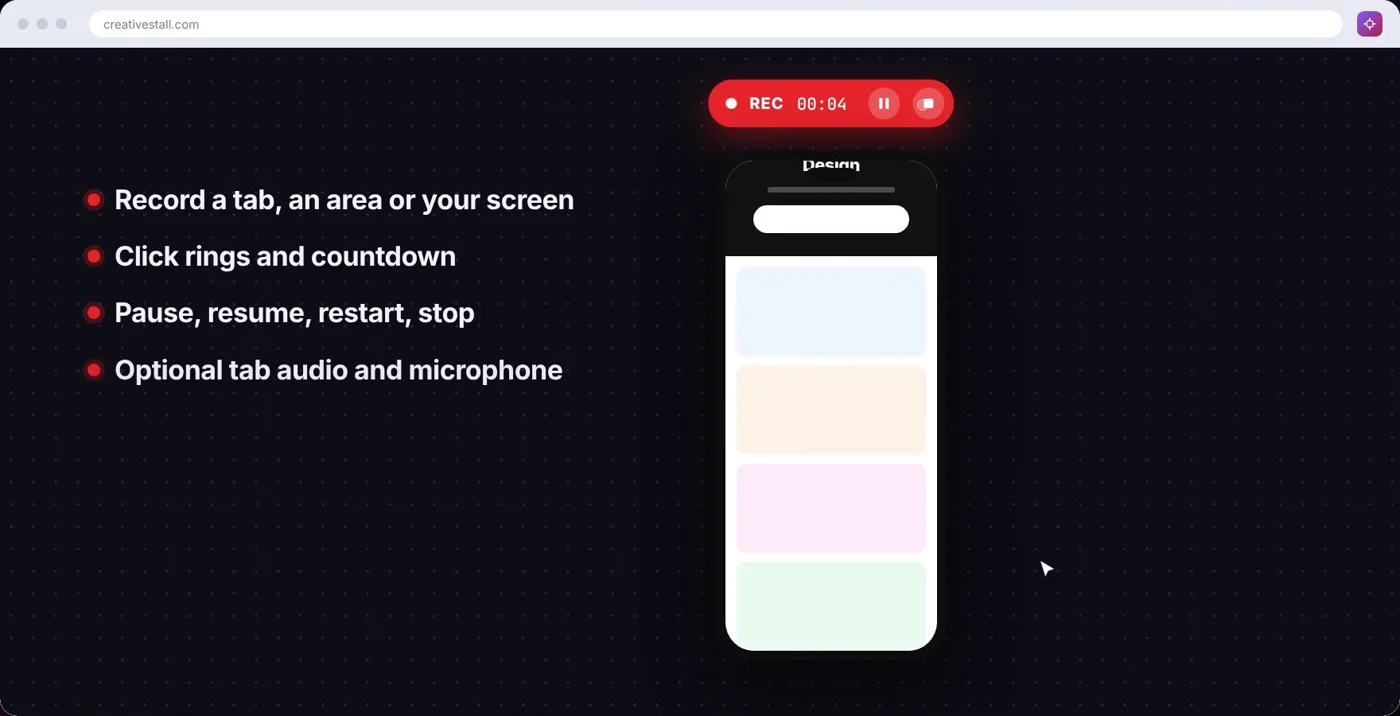 creativestall.com
REC 00:04
Design
Record a tab, an area or your screen
Click rings and countdown
Pause, resume, restart, stop
Optional tab audio and microphone